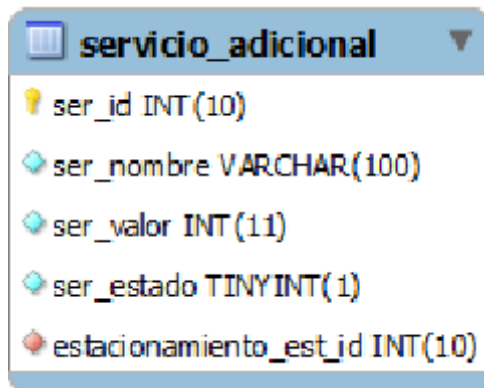 servicio_adicional
ser_id INT(10)
ser_nombre VARCHAR(100)
ser_valor INT(11)
ser_estado TINYINT(1)
estacionamiento_est_id INT(10)